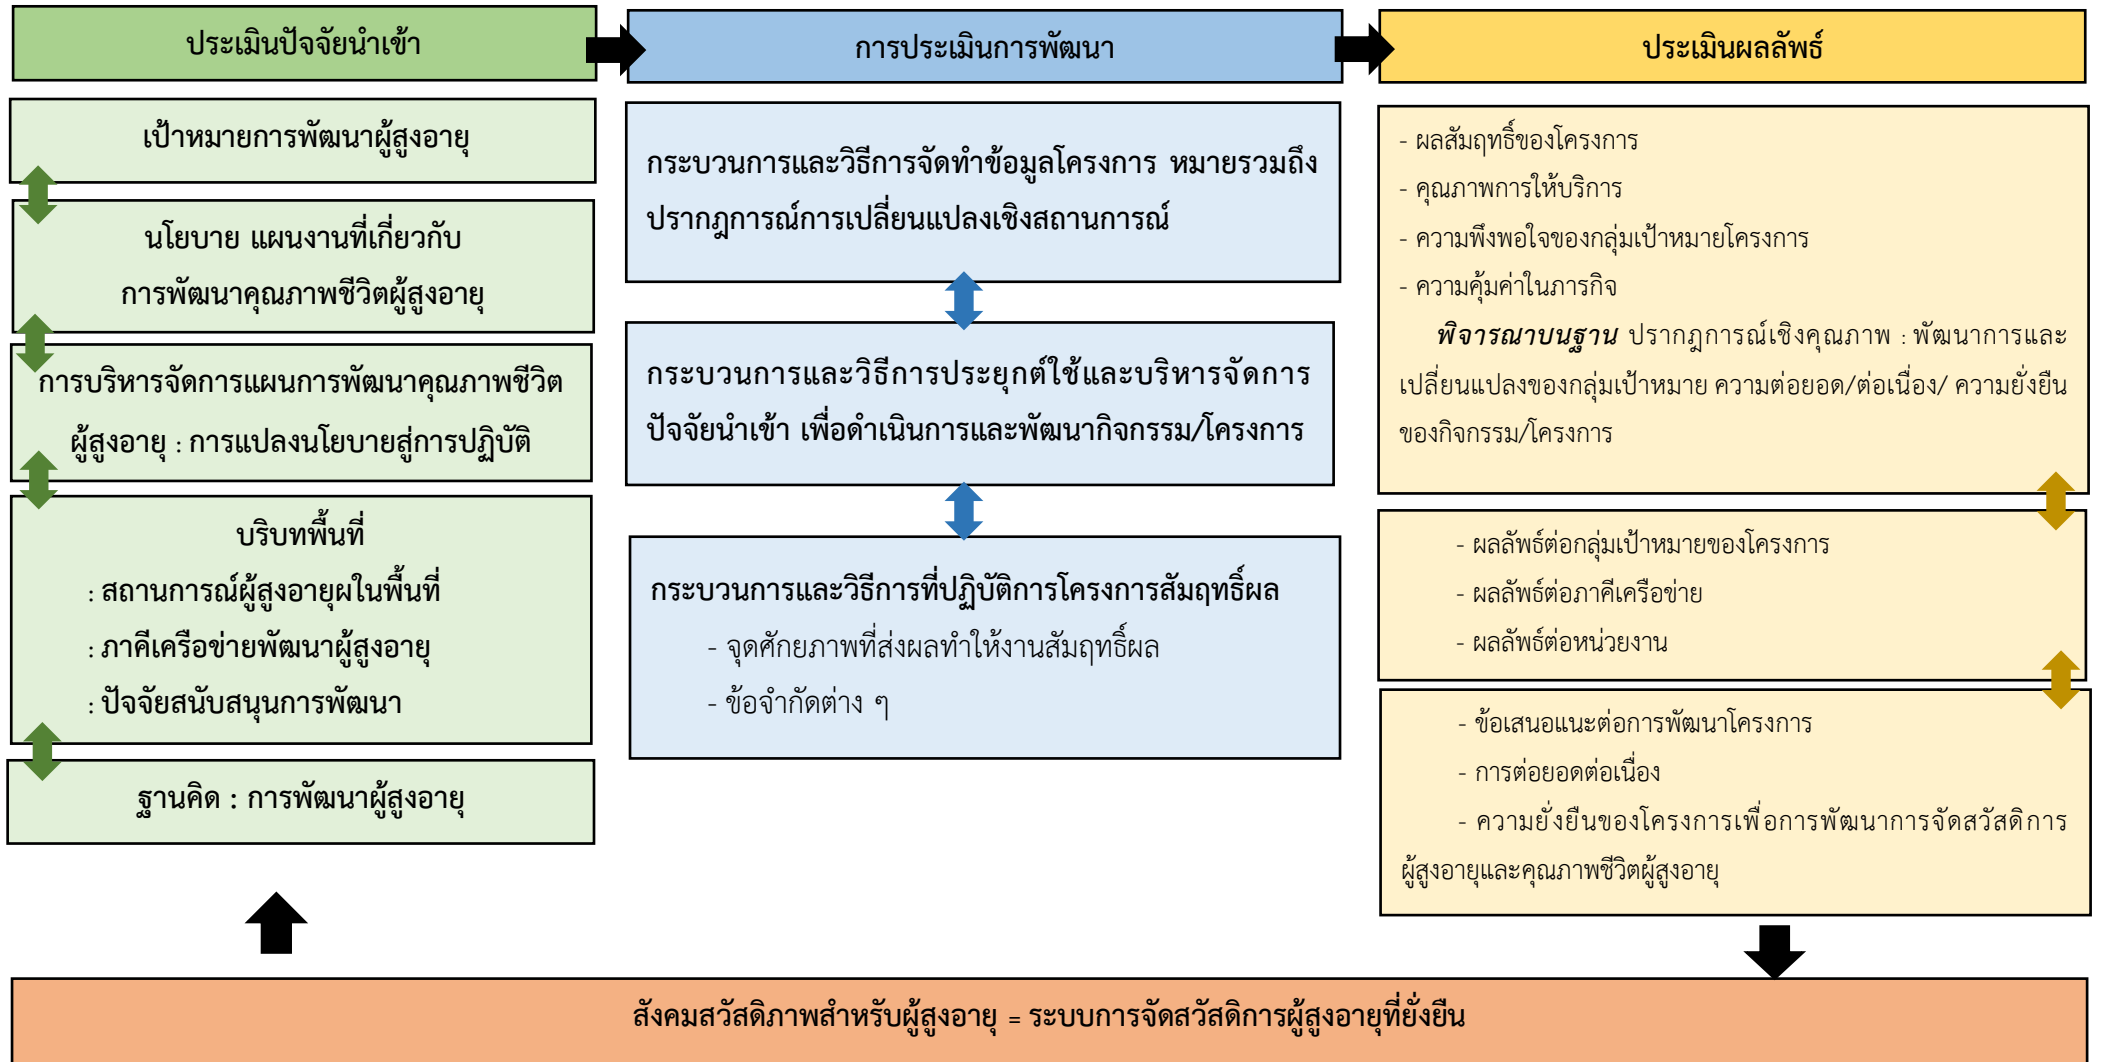 ประเมินปัจจัยนำเข้า
เป้าหมายการพัฒนาผู้สูงอายุ
นโยบาย แผนงานที่เกี่ยวกับ
การพัฒนาคุณภาพชีวิตผู้สูงอายุ
การบริหารจัดการแผนการพัฒนาคุณภาพชีวิต
ผู้สูงอายุ : การแปลงนโยบายสู่การปฏิบัติ
บริบทพื้นที่
: สถานการณ์ผู้สูงอายุผในพื้นที่
: ภาคีเครือข่ายพัฒนาผู้สูงอายุ
: ปัจจัยสนับสนุนการพัฒนา
ฐานคิด : การพัฒนาผู้สูงอายุ
การประเมินการพัฒนา
กระบวนการและวิธีการจัดทำข้อมูลโครงการ หมายรวมถึง
ปรากฎการณ์การเปลี่ยนแปลงเชิงสถานการณ์
กระบวนการและวิธีการประยุกต์ใช้และบริหารจัดการ
ปัจจัยนำเข้า เพื่อดำเนินการและพัฒนากิจกรรม/โครงการ
กระบวนการและวิธีการที่ปฏิบัติการโครงการสัมฤทธิ์ผล
- จุดศักยภาพที่ส่งผลทำให้งานสัมฤทธิ์ผล
- ข้อจำกัดต่าง ๆ
ประเมินผลลัพธ์
- ผลสัมฤทธิ์ของโครงการ
- คุณภาพการให้บริการ
- ความพึงพอใจของกลุ่มเป้าหมายโครงการ
- ความคุ้มค่าในภารกิจ
พิจารณาบนฐาน ปรากฎการณ์เชิงคุณภาพ : พัฒนาการและ
เปลี่ยนแปลงของกลุ่มเป้าหมาย ความต่อยอด/ต่อเนื่อง/ ความยั่งยืน
ของกิจกรรม/โครงการ
- ผลลัพธ์ต่อกลุ่มเป้าหมายของโครงการ
- ผลลัพธ์ต่อภาคีเครือข่าย
- ผลลัพธ์ต่อหน่วยงาน
- ข้อเสนอแนะต่อการพัฒนาโครงการ
- การต่อยอดต่อเนื่อง
- ความยั่งยืนของโครงการเพื่อการพัฒนาการจัดสวัสดิการ
ผู้สูงอายุและคุณภาพชีวิตผู้สูงอายุ
สังคมสวัสดิภาพสำหรับผู้สูงอายุ = ระบบการจัดสวัสดิการผู้สูงอายุที่ยั่งยืน